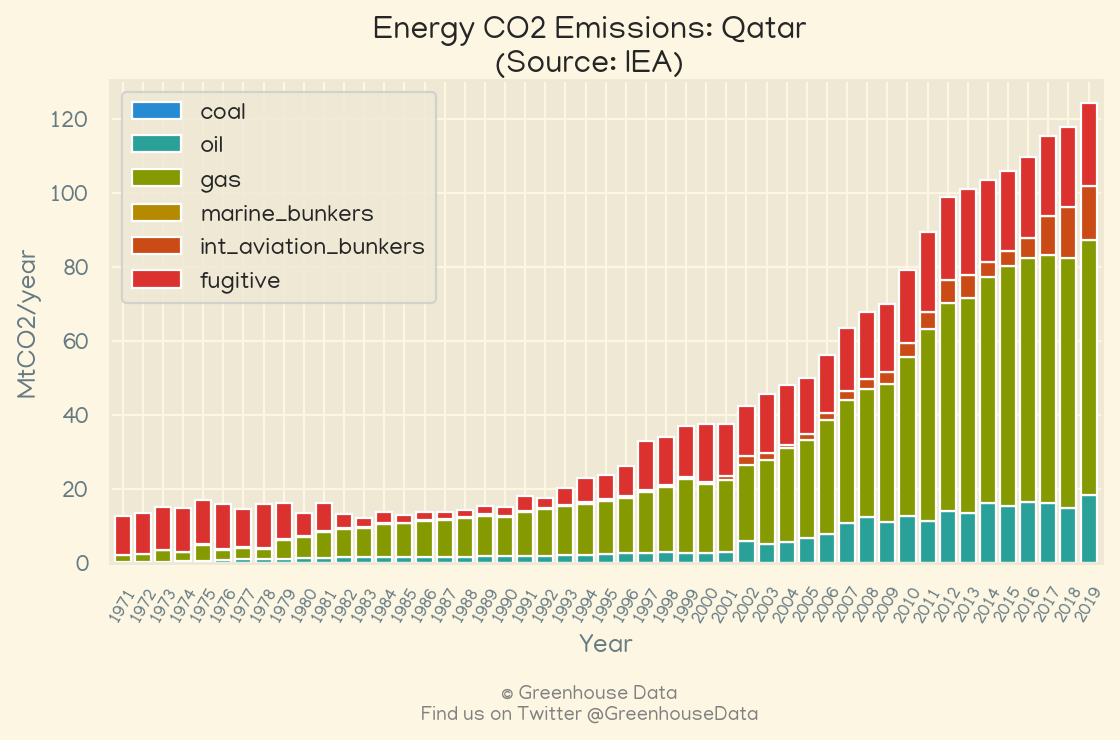 Energy CO2 Emissions: Qatar
(Source: IEA)
coal
oil
gas
marine_bunkers
int_aviation_bunkers
fugitive
MtCO2/year
120
100
80
60
40
20
0
1971 1972 1973 1974 1975 1976 1977 1978 1979 1980 1981 1982 1983 1984 1985 1986 1987 1988 1989 1990 1991 1992 1993 1994 1995 1996 1997 1998 1999 2000 2001 2002 2003 2004 2005 2006 2007 2008 2009 2010 2011 2012 2013 2014 2015 2016 2017 2018 2019
Year
© Greenhouse Data
Find us on Twitter @GreenhouseData